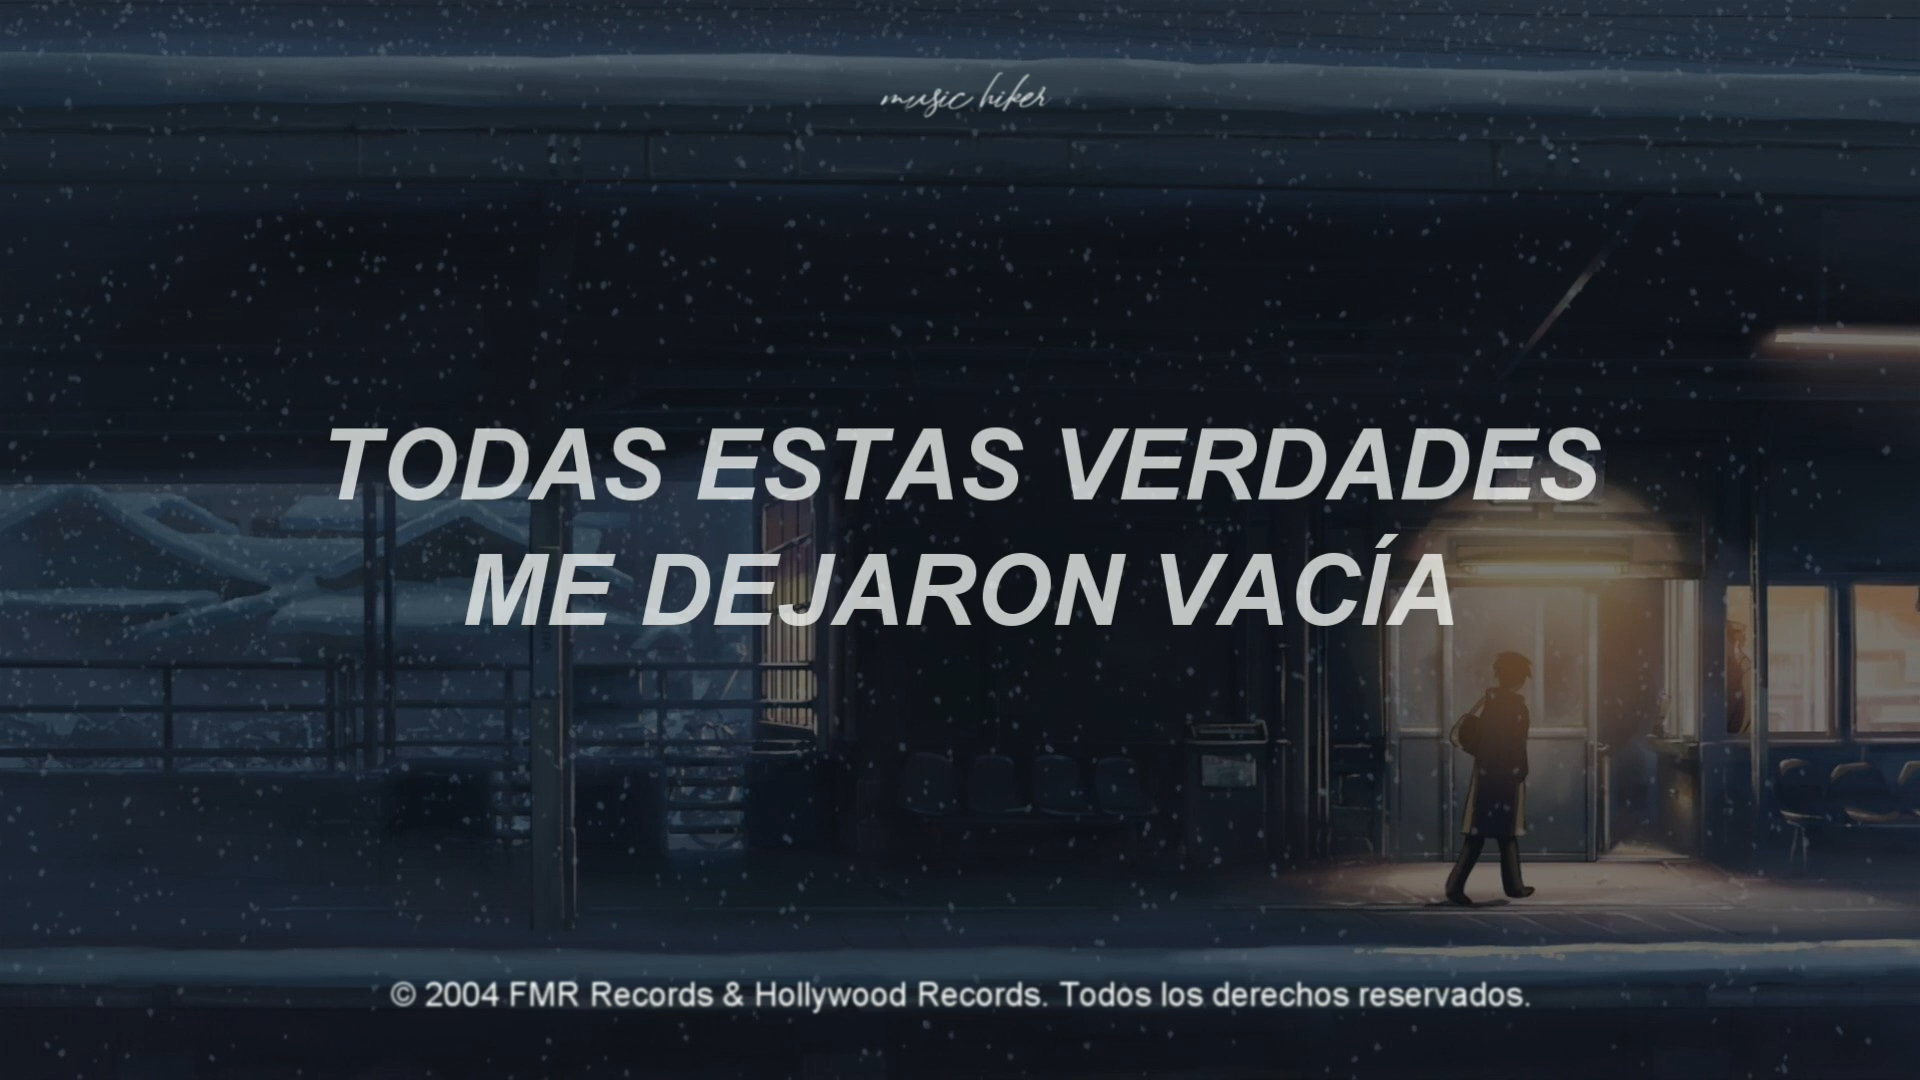 music hiker
TODAS ESTAS VERDADES
ME DEJARON VACÍA
© 2004 FMR Records & Hollywood Records. Todos los derechos reservados.